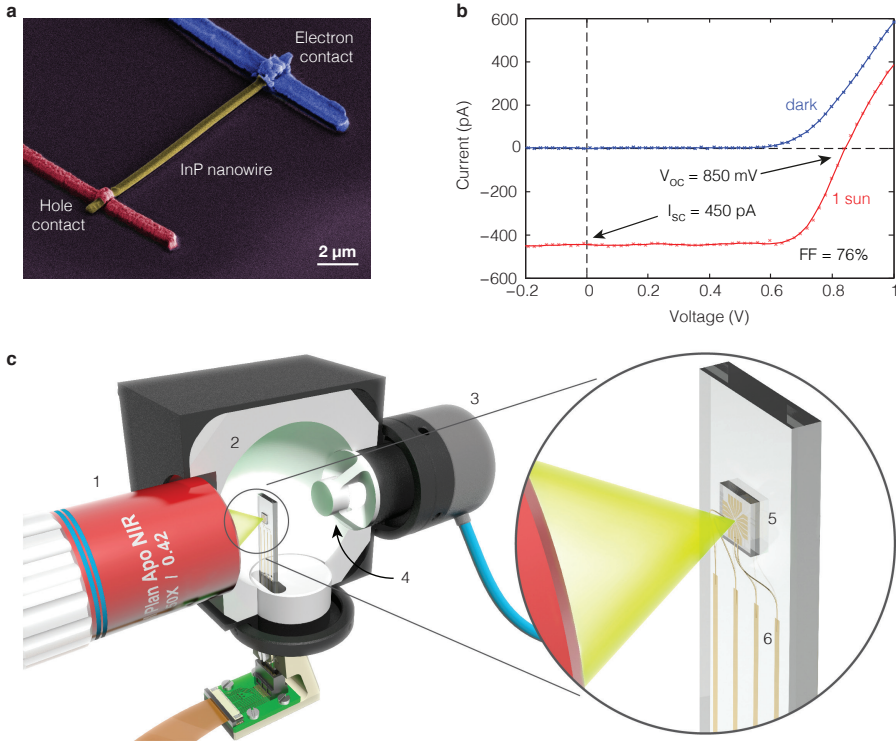 a
Electron
contact
InP nanowire
Hole
contact
2 µm
b
600
400
200
0
−200
−400
−600
Current (pA)
dark
V_OC = 850 mV
1 sun
I_SC = 450 pA
FF = 76%
−0.2
0
0.2
0.4
0.6
0.8
1
Voltage (V)
c
1
2
3
4
Plan Apo NIR
50X / 0.42
5
6